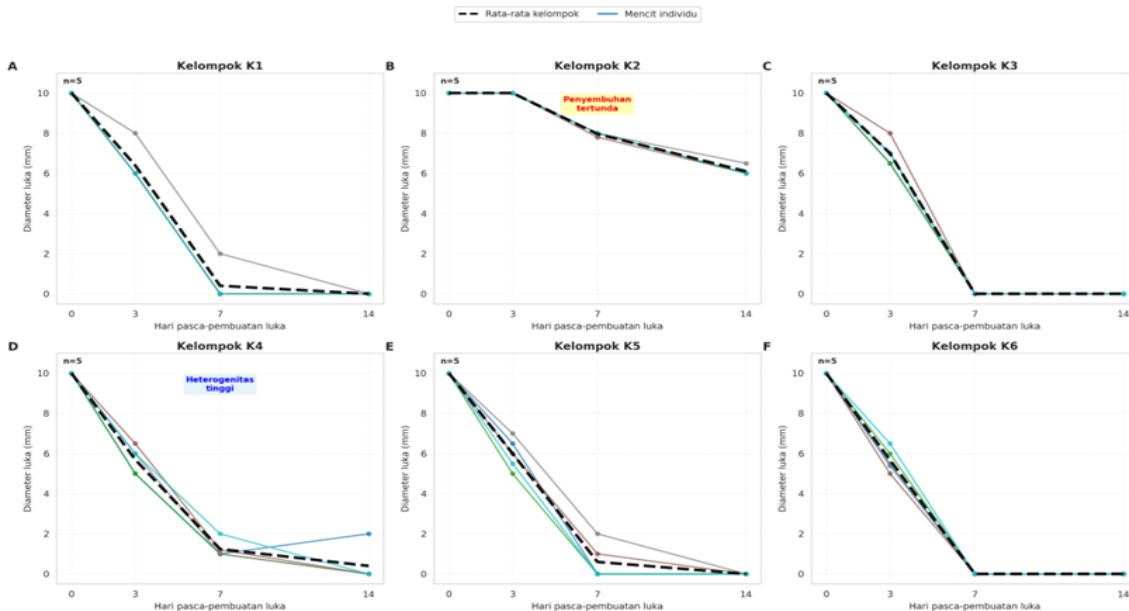 Rata-rata kelompok
Mencit individu
A
Kelompok K1
n=5
10
8
6
4
2
0
Diameter luka (mm)
0
3
7
14
Hari pasca-pembuatan luka
B
Kelompok K2
n=5
Penyembuhan
tertunda
10
8
6
4
2
0
Diameter luka (mm)
0
3
7
14
Hari pasca-pembuatan luka
C
Kelompok K3
n=5
10
8
6
4
2
0
Diameter luka (mm)
0
3
7
14
Hari pasca-pembuatan luka
D
Kelompok K4
n=5
Heterogenitas
tinggi
10
8
6
4
2
0
Diameter luka (mm)
0
3
7
14
Hari pasca-pembuatan luka
E
Kelompok K5
n=5
10
8
6
4
2
0
Diameter luka (mm)
0
3
7
14
Hari pasca-pembuatan luka
F
Kelompok K6
n=5
10
8
6
4
2
0
Diameter luka (mm)
0
3
7
14
Hari pasca-pembuatan luka